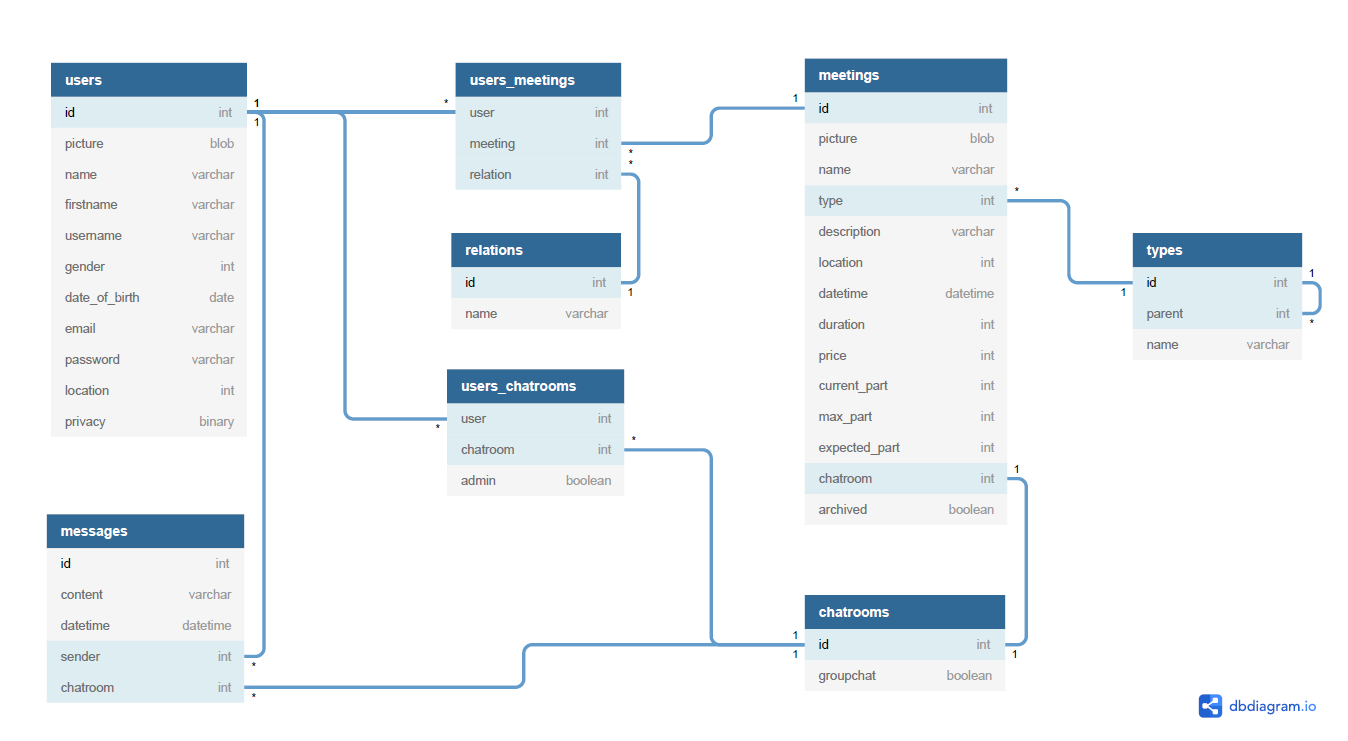 users
id int
picture blob
name varchar
firstname varchar
username varchar
gender int
date_of_birth date
email varchar
password varchar
location int
privacy binary
messages
id int
content varchar
datetime datetime
sender int
chatroom int
1
1
*
*
users_meetings
user int
meeting int
relation int
*
*
*
relations
id int
name varchar
1
users_chatrooms
user int
chatroom int
admin boolean
*
*
meetings
id int
picture blob
name varchar
type int
description varchar
location int
datetime datetime
duration int
price int
current_part int
max_part int
expected_part int
chatroom int
archived boolean
1
*
1
chatrooms
id int
groupchat boolean
1
1
1
types
id int
parent int
name varchar
1
1
*
dbdiagram.io